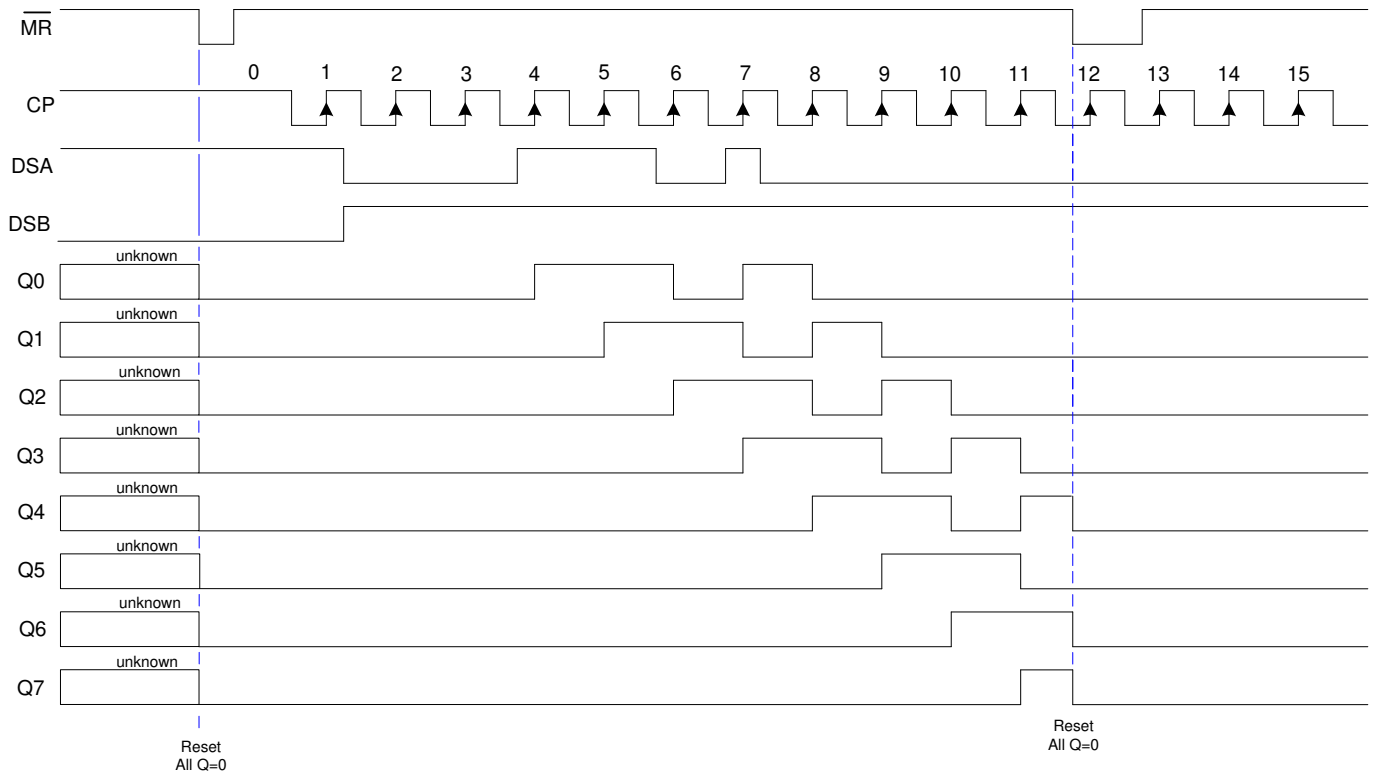 MR
0 1 2 3 4 5 6 7 8 9 10 11 12 13 14 15
CP
DSA
DSB
unknown
Q0
unknown
Q1
unknown
Q2
unknown
Q3
unknown
Q4
unknown
Q5
unknown
Q6
unknown
Q7
Reset
All Q=0
Reset
All Q=0